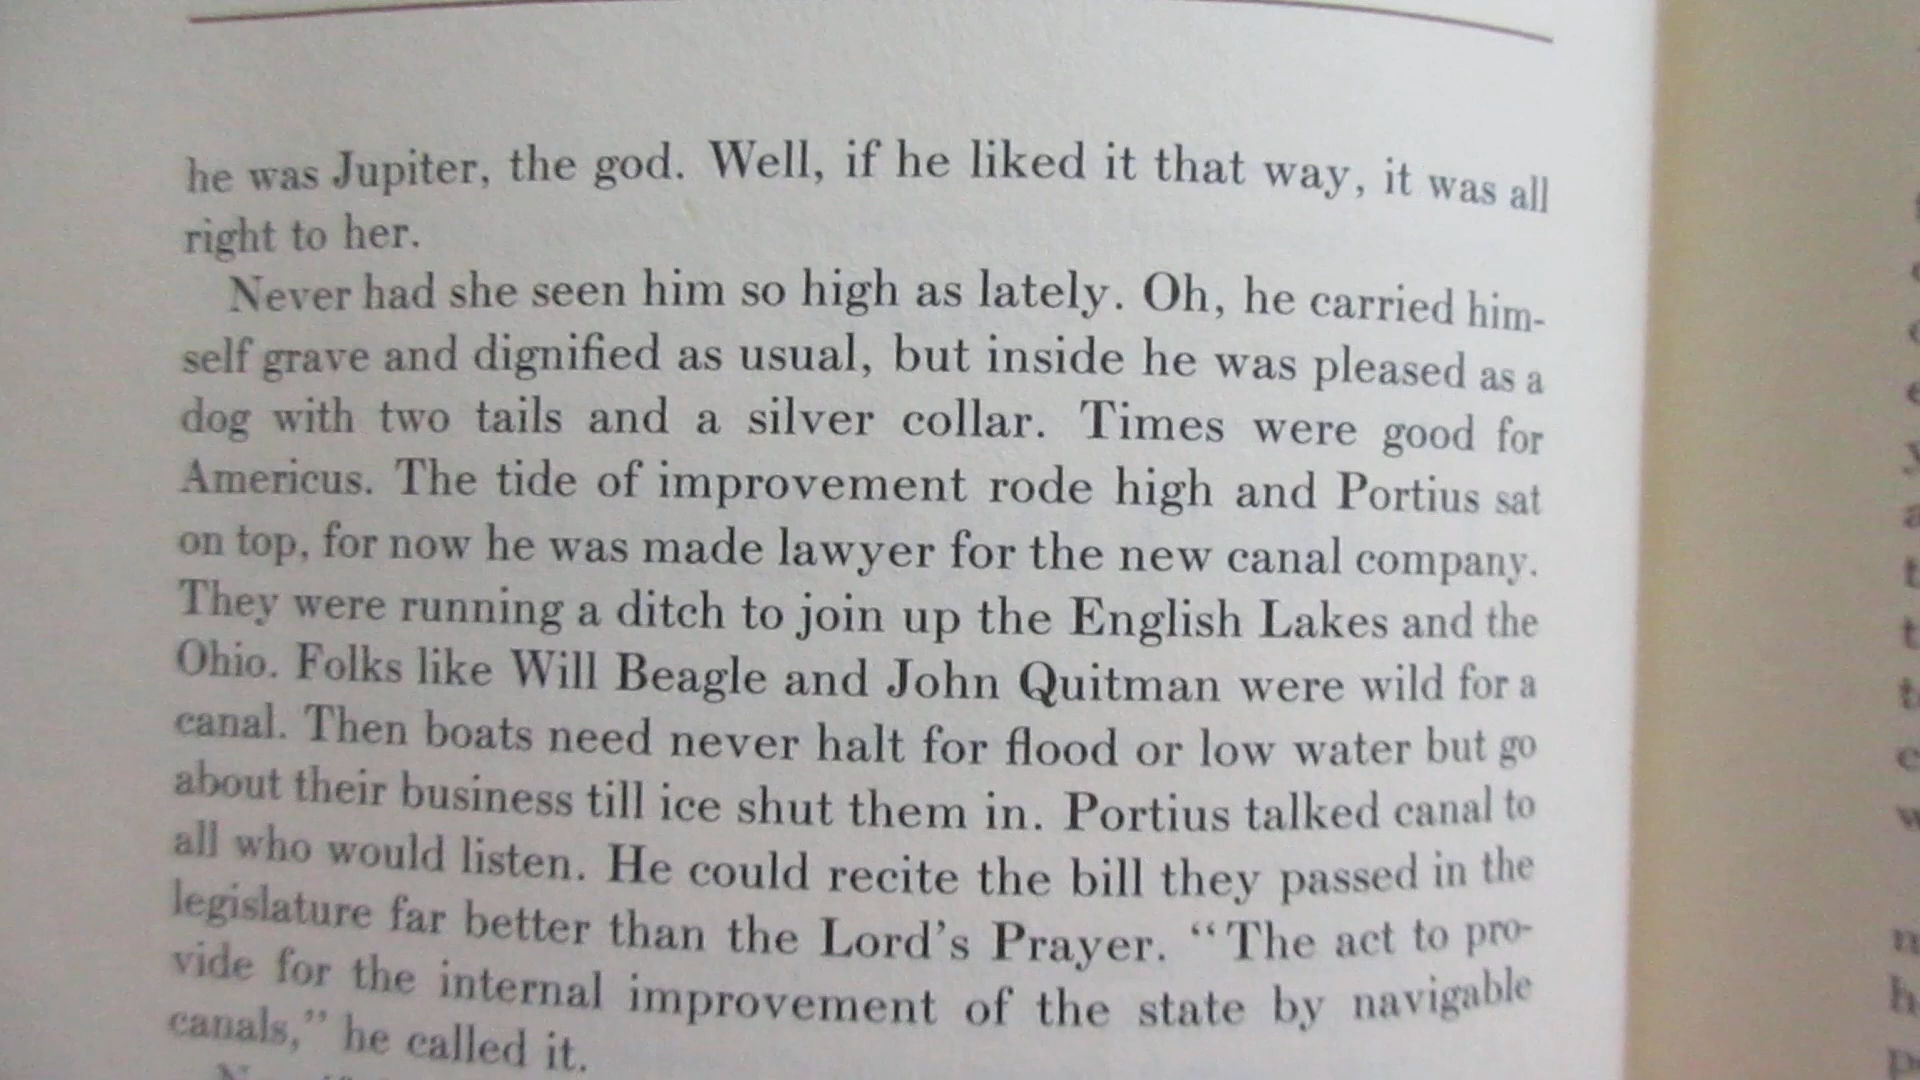 he was Jupiter, the god. Well, if he liked it that way, it was all
right to her.
Never had she seen him so high as lately. Oh, he carried him-
self grave and dignified as usual, but inside he was pleased as a
dog with two tails and a silver collar. Times were good for
Americus. The tide of improvement rode high and Portius sat
on top, for now he was made lawyer for the new canal company.
They were running a ditch to join up the English Lakes and the
Ohio. Folks like Will Beagle and John Quitman were wild for a
canal. Then boats need never halt for flood or low water but go
about their business till ice shut them in. Portius talked canal to
all who would listen. He could recite the bill they passed in the
legislature far better than the Lord's Prayer. “The act to pro-
vide for the internal improvement of the state by navigable
canals,” he called it.